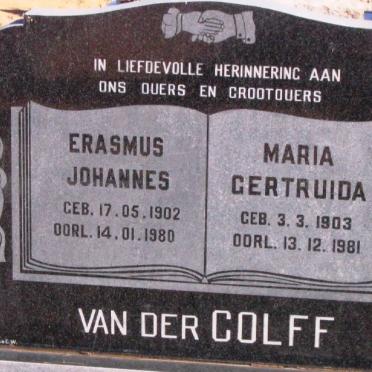 IN LIEFDEVOLLE HERINNERING AAN
ONS OUERS EN GROOTOUERS
ERASMUS
JOHANNES
GEB. 17.05.1902
OORL. 14.01.1980
MARIA
GERTRUIDA
GEB. 3.3.1903
OORL. 13.12.1981
VAN DER COLFF